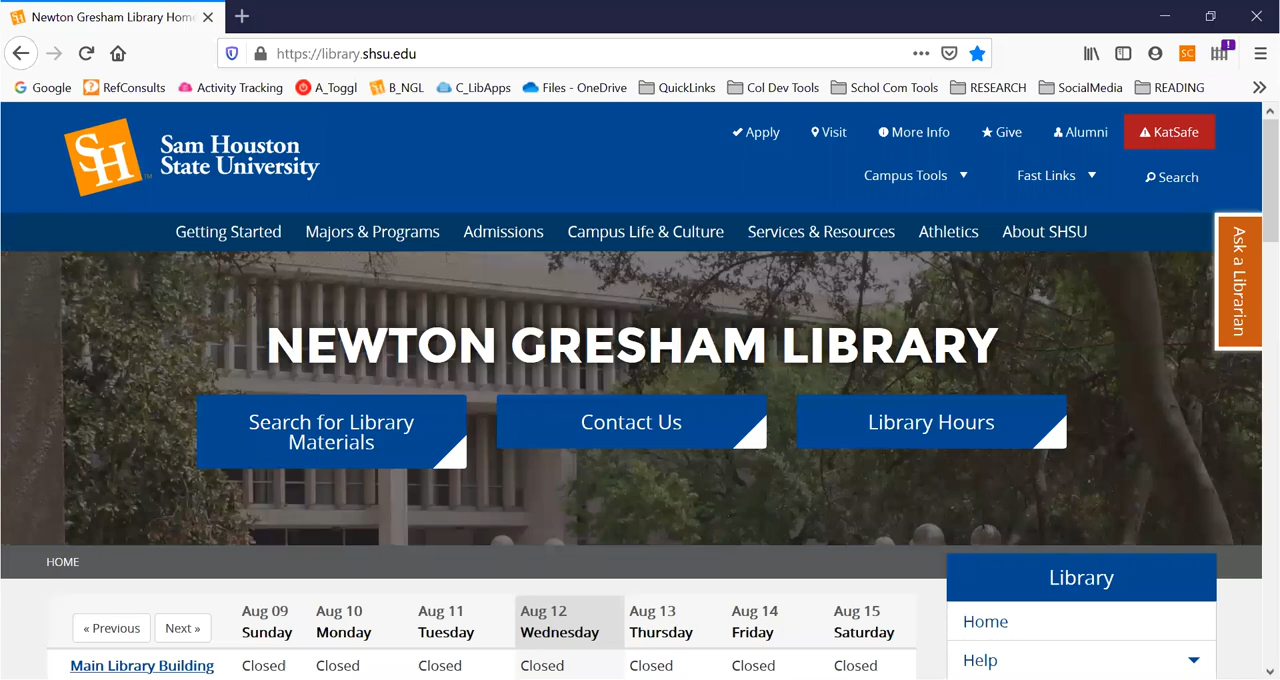 Newton Gresham Library Hom
https://library.shsu.edu
SC
!
Google RefConsults Activity Tracking A_Toggl B_NGL C_LibApps Files - OneDrive QuickLinks Col Dev Tools Schol Com Tools RESEARCH SocialMedia READING
Apply Visit More Info Give Alumni KatSafe
SH
TM
Sam Houston
State University
Campus Tools Fast Links Search
Getting Started Majors & Programs Admissions Campus Life & Culture Services & Resources Athletics About SHSU
Ask a Librarian
NEWTON GRESHAM LIBRARY
Search for Library
Materials
Contact Us
Library Hours
HOME
Library
Home
Help
« Previous Next »
Aug 09 Aug 10 Aug 11 Aug 12 Aug 13 Aug 14 Aug 15
Sunday Monday Tuesday Wednesday Thursday Friday Saturday
Main Library Building Closed Closed Closed Closed Closed Closed Closed